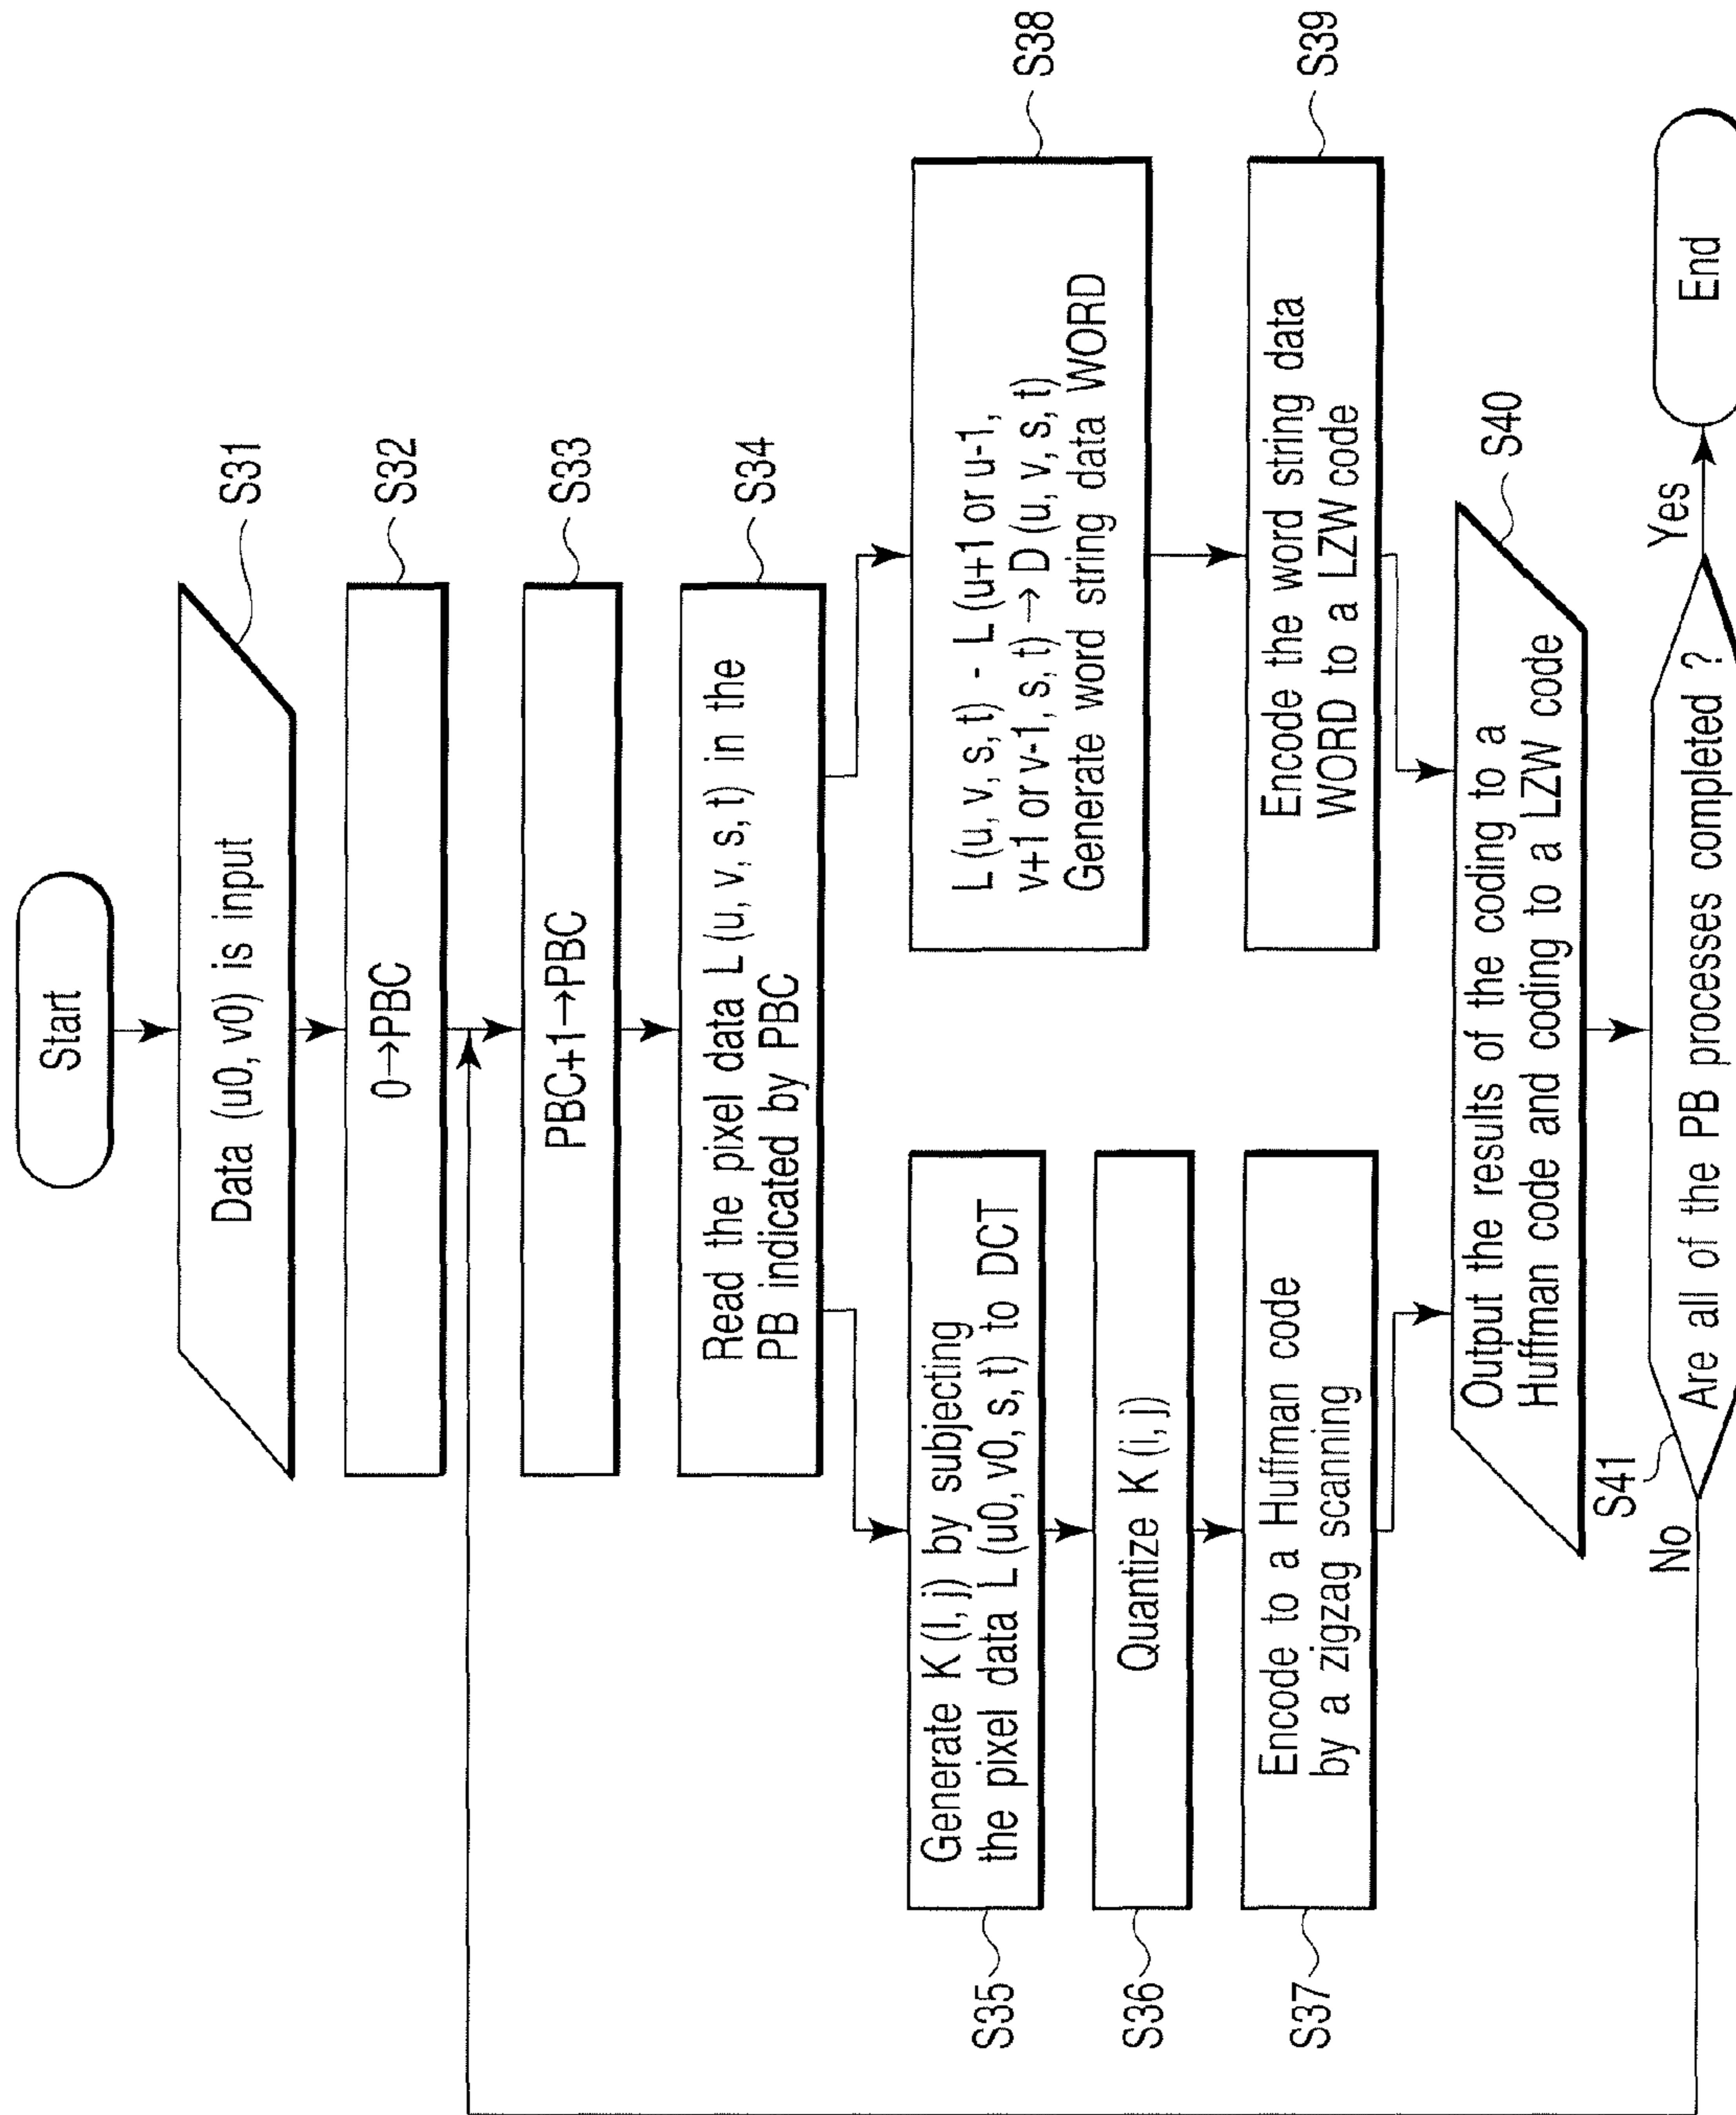 Start
Data (u0, v0) is input
S31
0→PBC
S32
PBC+1→PBC
S33
Read the pixel data L (u, v, s, t) in the
PB indicated by PBC
S34
Generate K (i, j) by subjecting
the pixel data L (u0, v0, s, t) to DCT
S35
Quantize K (i, j)
S36
Encode to a Huffman code
by a zigzag scanning
S37
L (u, v, s, t) - L (u+1 or u-1,
v+1 or v-1, s, t) → D (u, v, s, t)
Generate word string data WORD
S38
Encode the word string data
WORD to a LZW code
S39
Output the results of the coding to a
Huffman code and coding to a LZW code
S40
S41
Are all of the PB processes completed ?
No
Yes
End